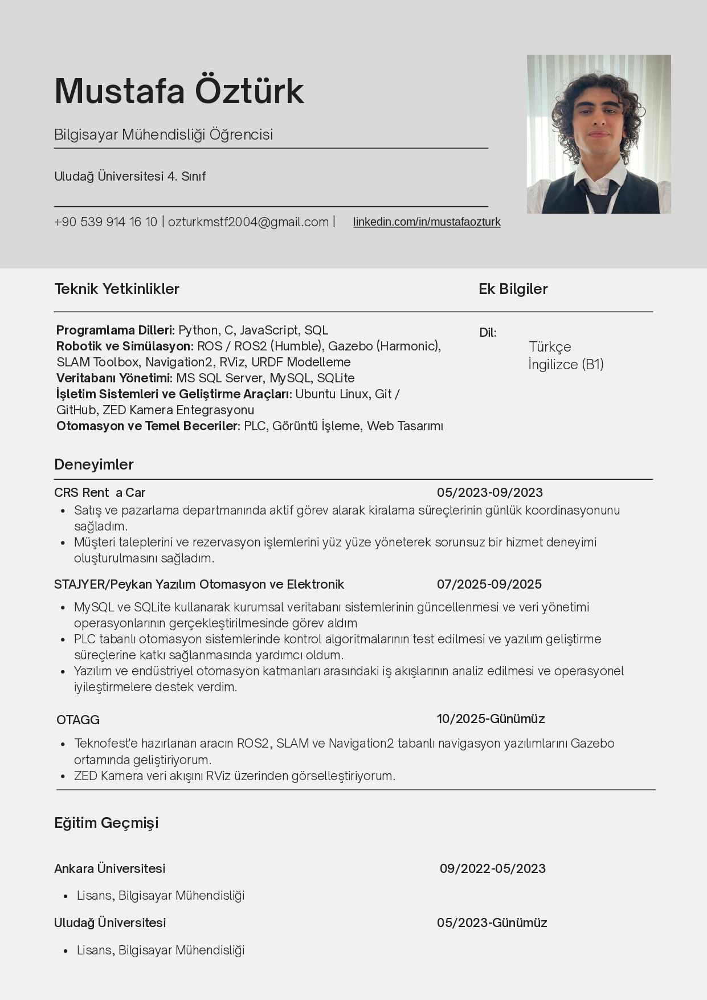 Mustafa Öztürk
Bilgisayar Mühendisliği Öğrencisi
Uludağ Üniversitesi 4. Sınıf
+90 539 914 16 10 | ozturkmstf2004@gmail.com | linkedin.com/in/mustafaozturk
Teknik Yetkinlikler
Programlama Dilleri: Python, C, JavaScript, SQL
Robotik ve Simülasyon: ROS / ROS2 (Humble), Gazebo (Harmonic),
SLAM Toolbox, Navigation2, RViz, URDF Modelleme
Veritabanı Yönetimi: MS SQL Server, MySQL, SQLite
İşletim Sistemleri ve Geliştirme Araçları: Ubuntu Linux, Git /
GitHub, ZED Kamera Entegrasyonu
Otomasyon ve Temel Beceriler: PLC, Görüntü İşleme, Web Tasarımı
Ek Bilgiler
Dil:
Türkçe
İngilizce (B1)
Deneyimler
CRS Rent  a Car 05/2023-09/2023
• Satış ve pazarlama departmanında aktif görev alarak kiralama süreçlerinin günlük koordinasyonunu
sağladım.
• Müşteri taleplerini ve rezervasyon işlemlerini yüz yüze yöneterek sorunsuz bir hizmet deneyimi
oluşturulmasını sağladım.
STAJYER/Peykan Yazılım Otomasyon ve Elektronik 07/2025-09/2025
• MySQL ve SQLite kullanarak kurumsal veritabanı sistemlerinin güncellenmesi ve veri yönetimi
operasyonlarının gerçekleştirilmesinde görev aldım
• PLC tabanlı otomasyon sistemlerinde kontrol algoritmalarının test edilmesi ve yazılım geliştirme
süreçlerine katkı sağlanmasında yardımcı oldum.
• Yazılım ve endüstriyel otomasyon katmanları arasındaki iş akışlarının analiz edilmesi ve operasyonel
iyileştirmelere destek verdim.
OTAGG 10/2025-Günümüz
• Teknofest'e hazırlanan aracın ROS2, SLAM ve Navigation2 tabanlı navigasyon yazılımlarını Gazebo
ortamında geliştiriyorum.
• ZED Kamera veri akışını RViz üzerinden görselleştiriyorum.
Eğitim Geçmişi
Ankara Üniversitesi 09/2022-05/2023
• Lisans, Bilgisayar Mühendisliği
Uludağ Üniversitesi 05/2023-Günümüz
• Lisans, Bilgisayar Mühendisliği